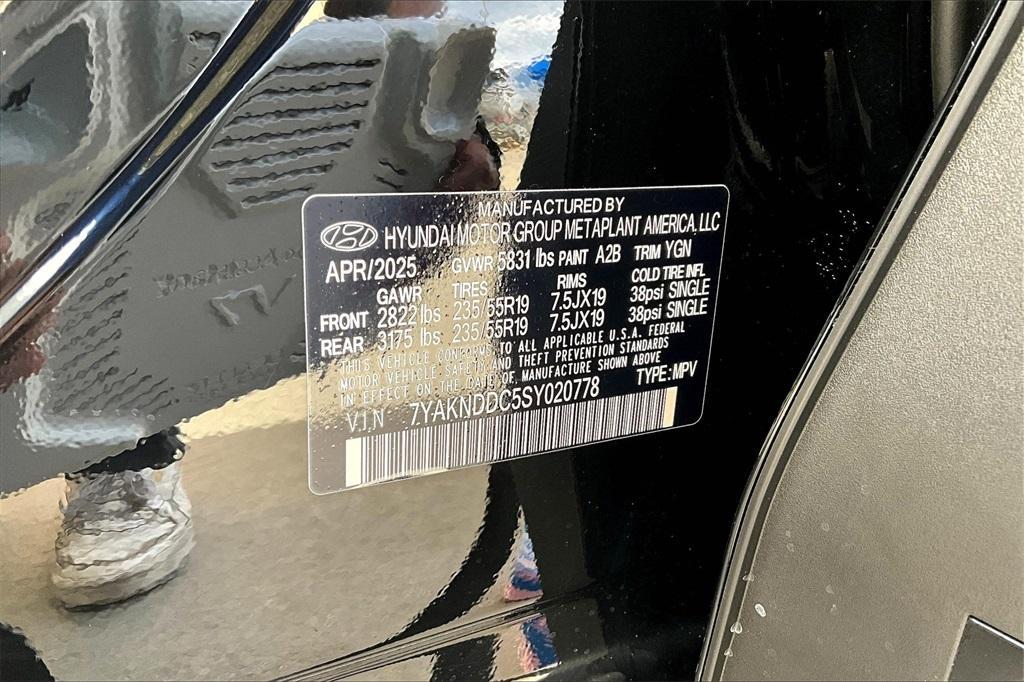 MANUFACTURED BY
HYUNDAI MOTOR GROUP METAPLANT AMERICA, LLC
APR/2025 GVWR 5831 lbs PAINT A2B TRIM YGN
GAWR TIRES RIMS COLD TIRE INFL
FRONT 2822 lbs 235/55R19 7.5JX19 38psi SINGLE
REAR 3175 lbs 235/55R19 7.5JX19 38psi SINGLE
THIS VEHICLE CONFORMS TO ALL APPLICABLE U.S.A. FEDERAL
MOTOR VEHICLE SAFETY AND THEFT PREVENTION STANDARDS
IN EFFECT ON THE DATE OF MANUFACTURE SHOWN ABOVE
V.I.N 7YAKNDDC5SY020778 TYPE: MPV